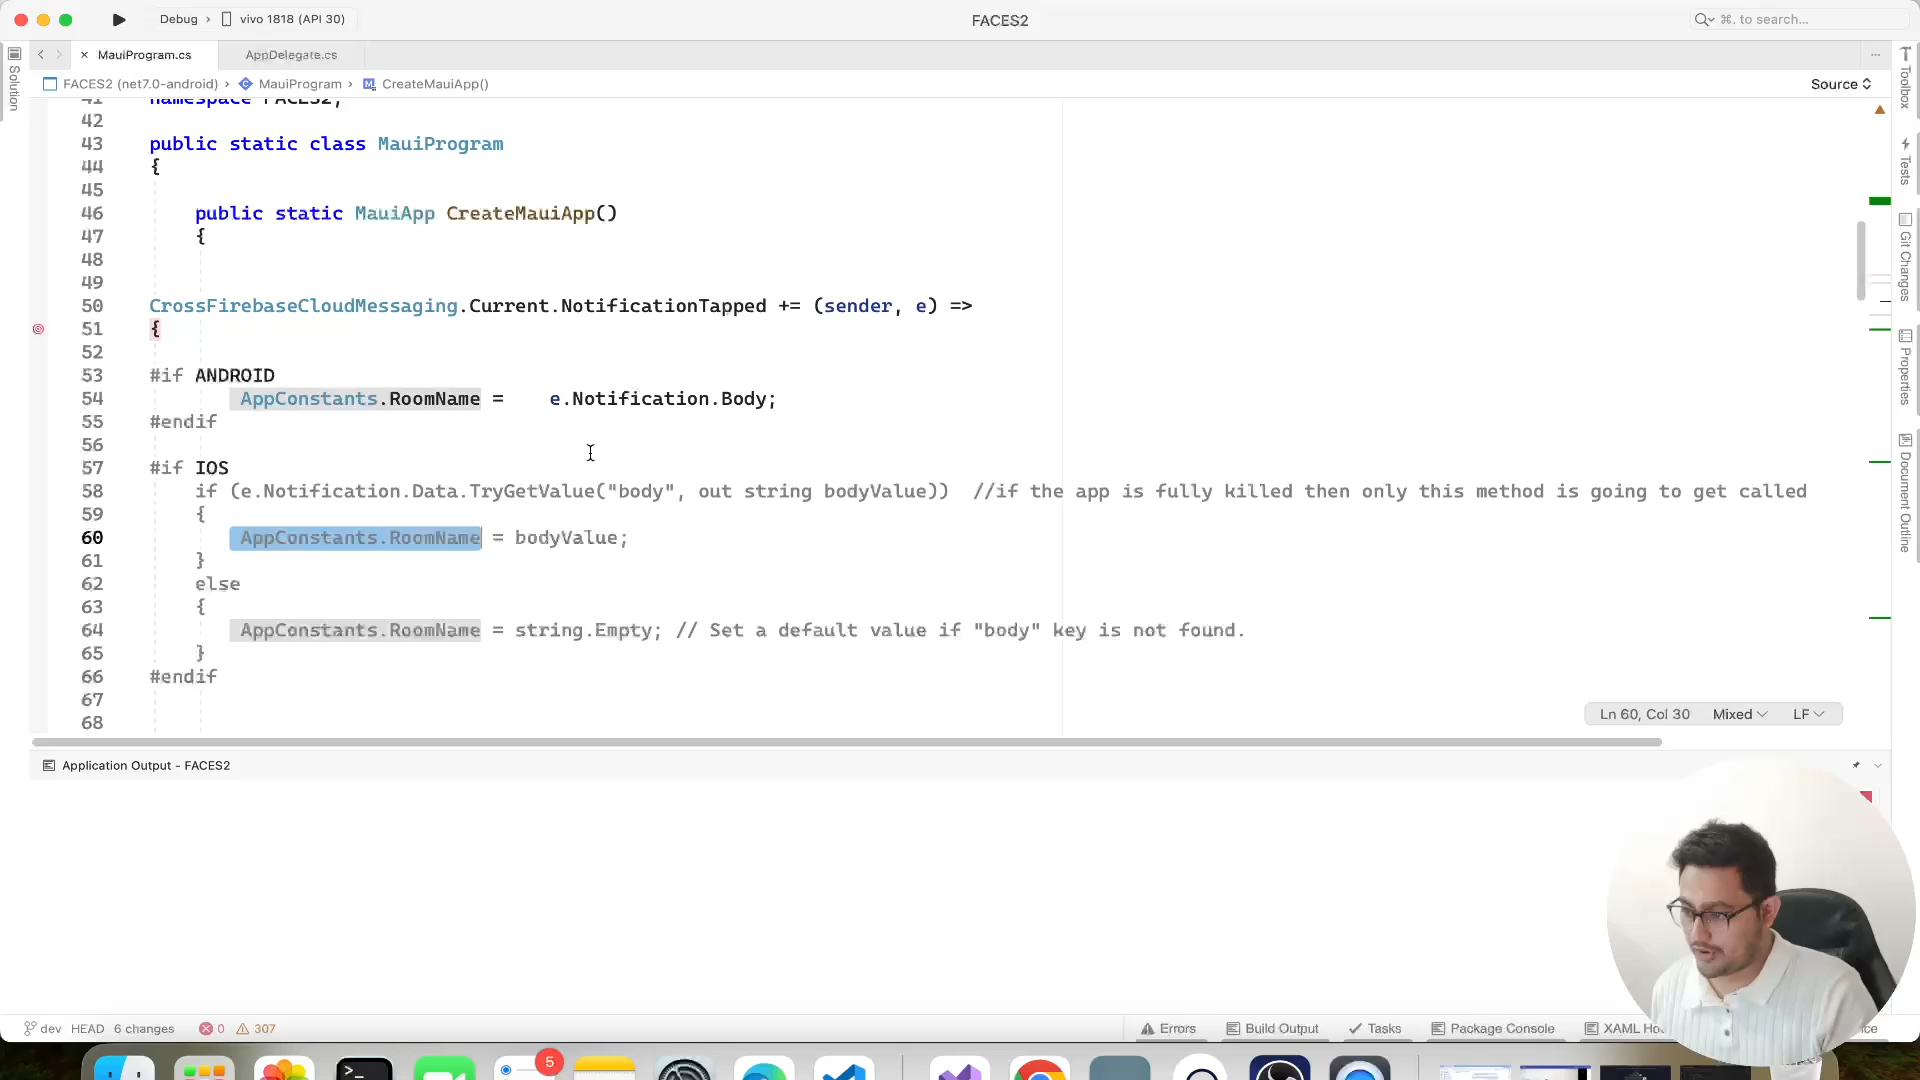 Debug › vivo 1818 (API 30)
FACES2
⌘. to search...
Solution
MauiProgram.cs
AppDelegate.cs
FACES2 (net7.0-android) › MauiProgram › CreateMauiApp()
Source
41 namespace FACES2;
42
43 public static class MauiProgram
44 {
45
46 public static MauiApp CreateMauiApp()
47 {
48
49
50 CrossFirebaseCloudMessaging.Current.NotificationTapped += (sender, e) =>
51 {
52
53 #if ANDROID
54 AppConstants.RoomName = e.Notification.Body;
55 #endif
56
57 #if IOS
58 if (e.Notification.Data.TryGetValue("body", out string bodyValue)) //if the app is fully killed then only this method is going to get called
59 {
60 AppConstants.RoomName = bodyValue;
61 }
62 else
63 {
64 AppConstants.RoomName = string.Empty; // Set a default value if "body" key is not found.
65 }
66 #endif
67
68
Ln 60, Col 30 Mixed LF
Toolbox
Tests
Git Changes
Properties
Document Outline
Application Output - FACES2
dev HEAD 6 changes 0 307
Errors Build Output Tasks Package Console XAML
5